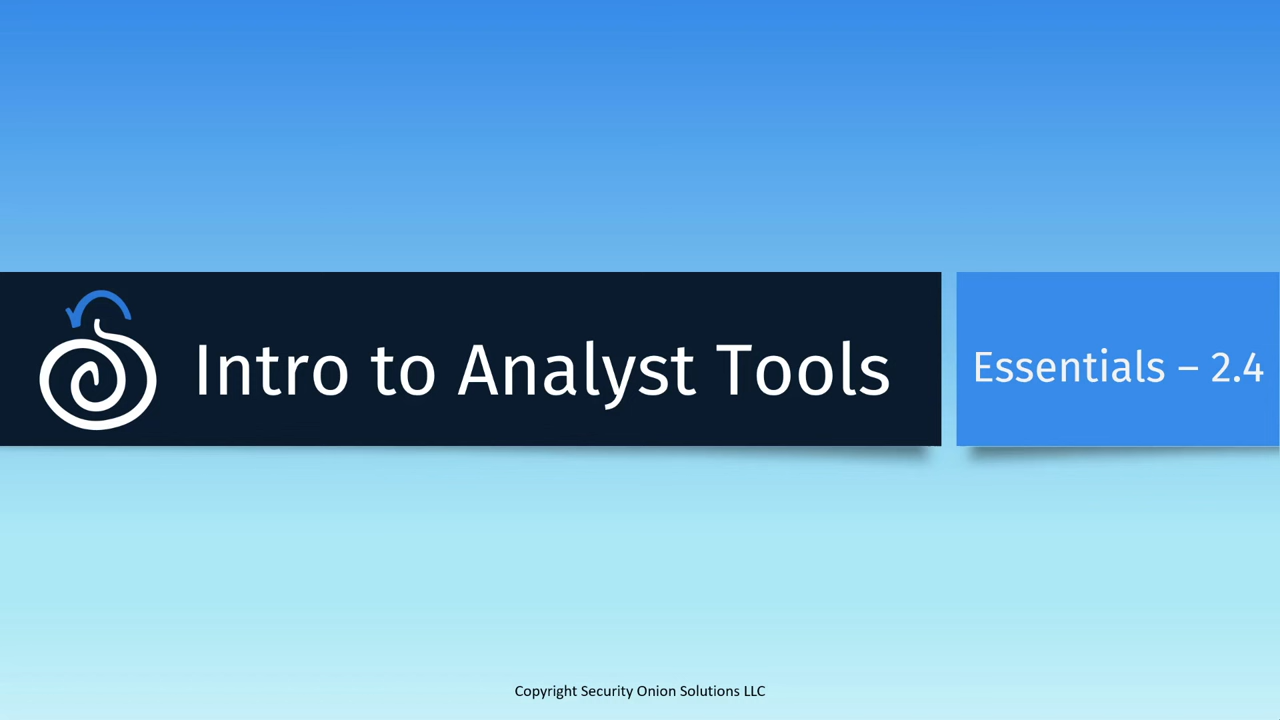 Intro to Analyst Tools
Essentials – 2.4
Copyright Security Onion Solutions LLC